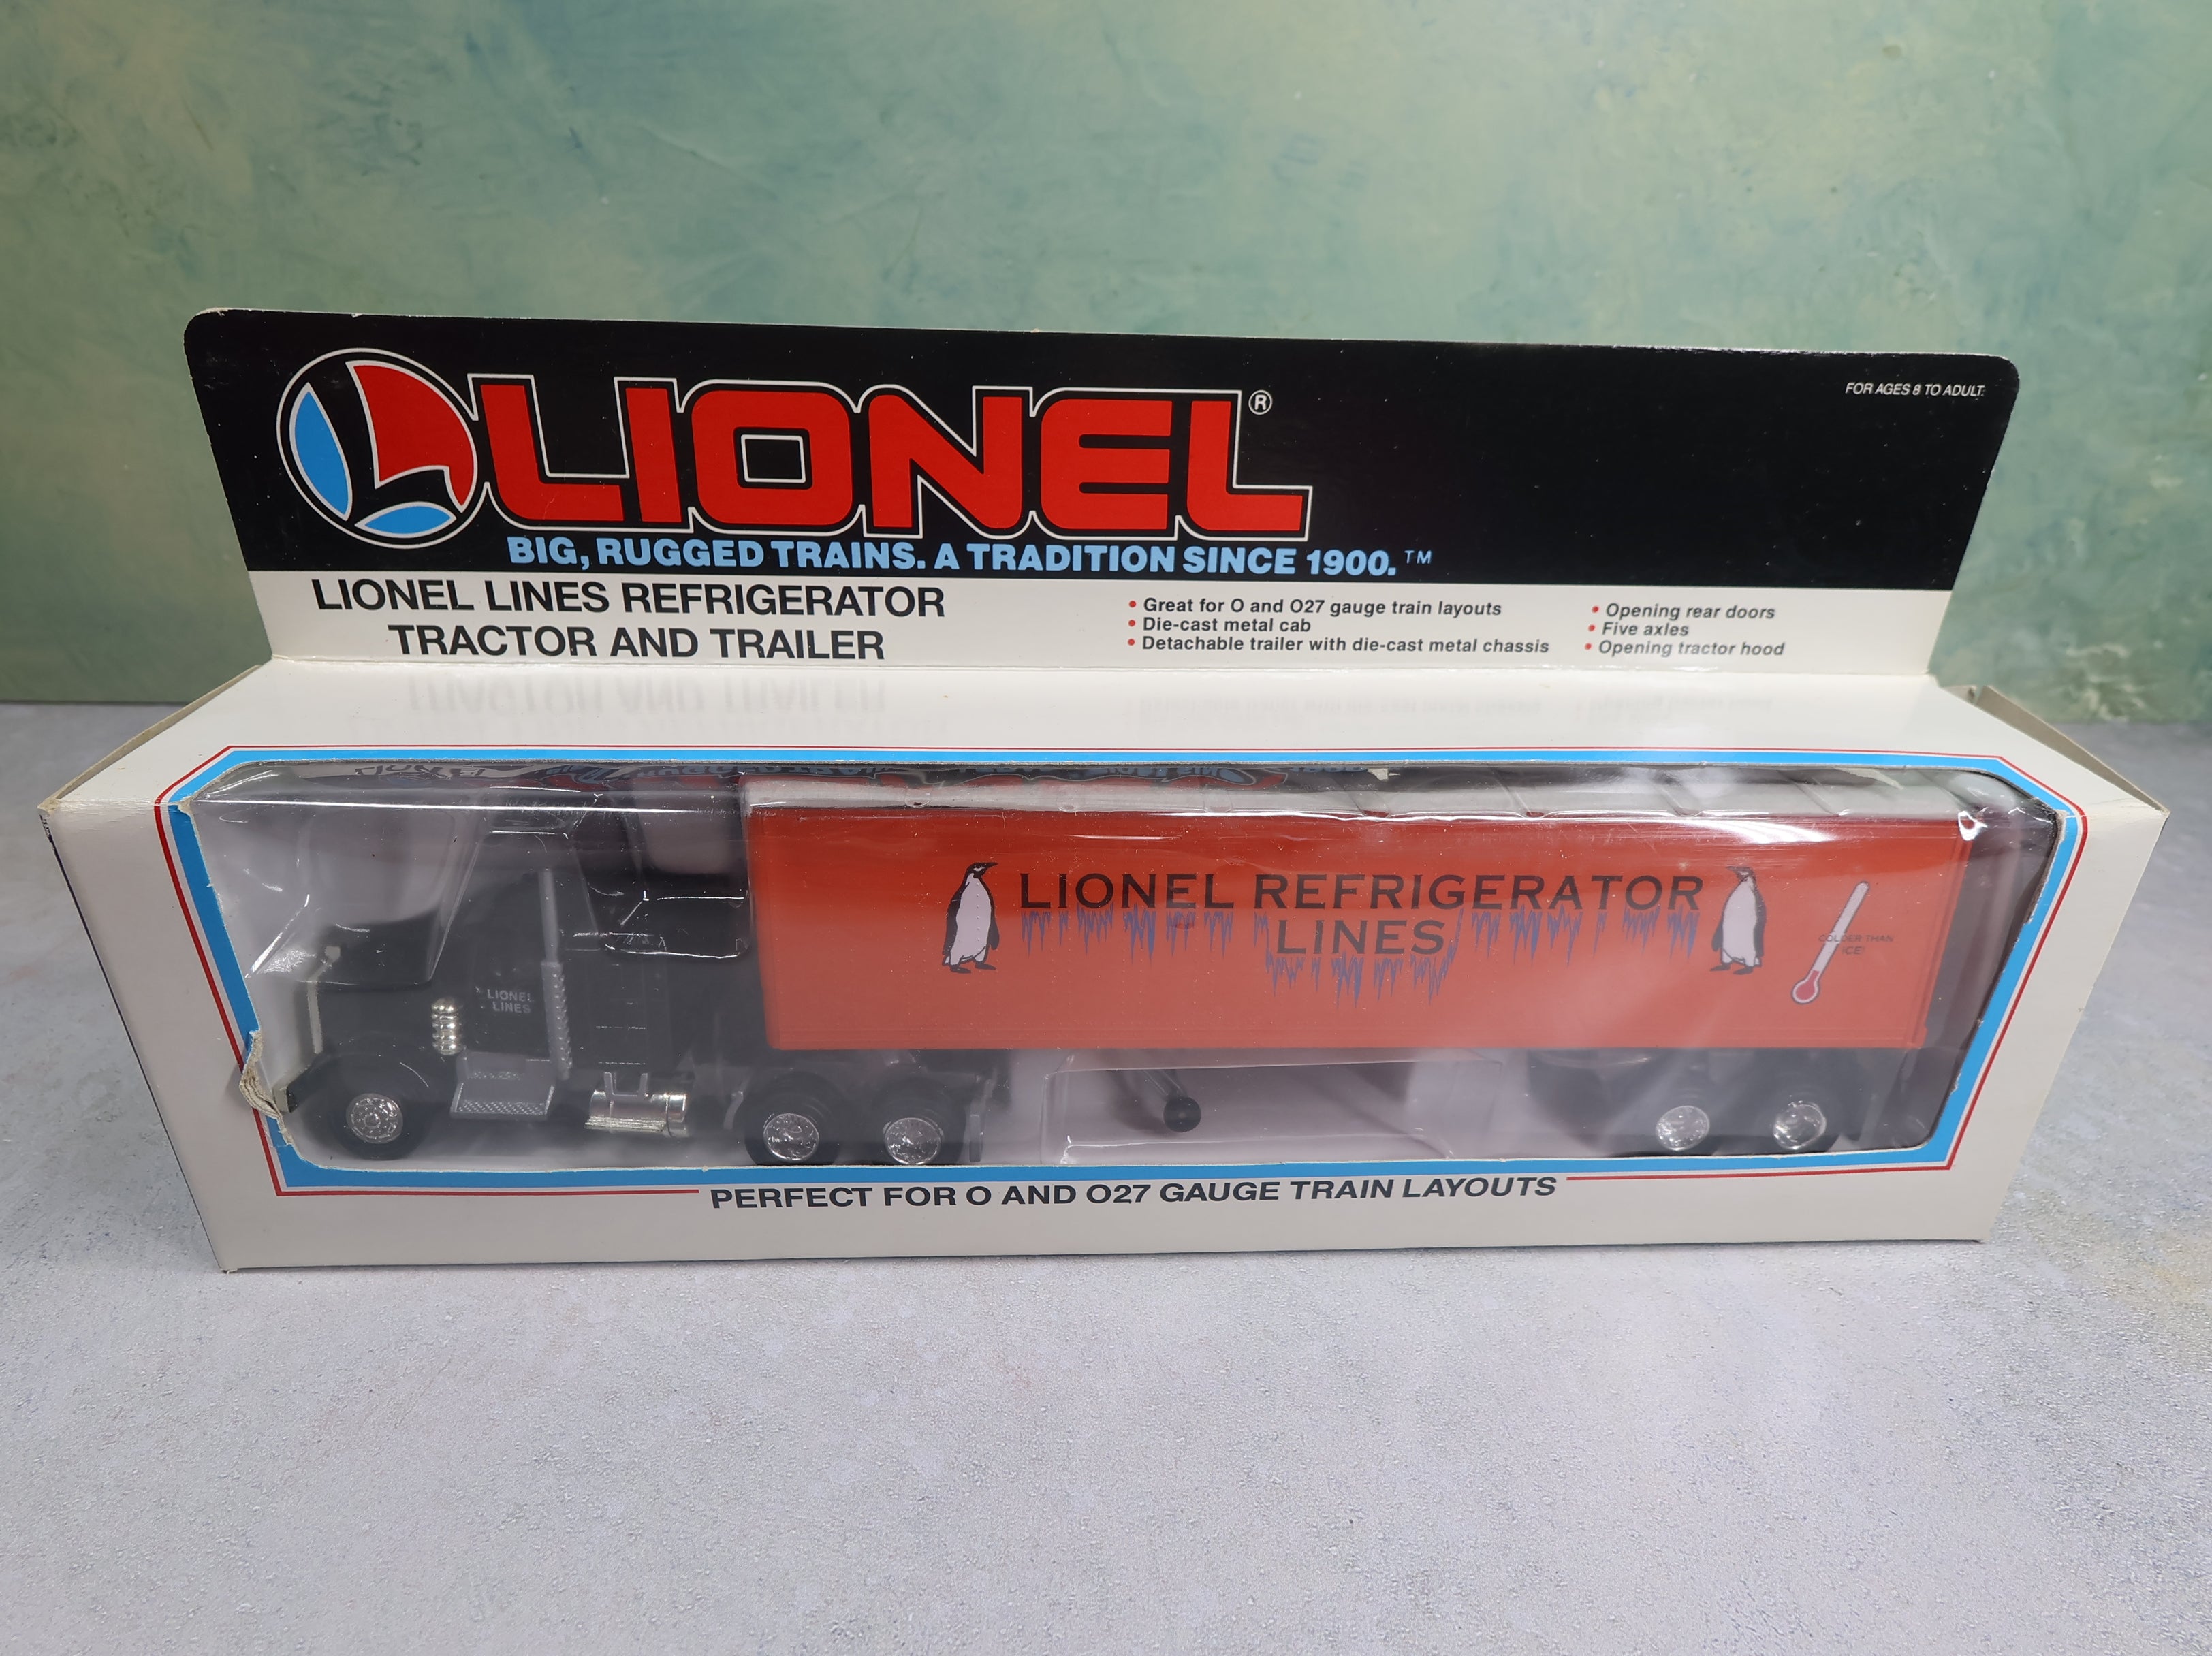 LIONEL®
BIG, RUGGED TRAINS. A TRADITION SINCE 1900.™
FOR AGES 8 TO ADULT.
LIONEL LINES REFRIGERATOR
TRACTOR AND TRAILER
• Great for O and O27 gauge train layouts
• Die-cast metal cab
• Detachable trailer with die-cast metal chassis
• Opening rear doors
• Five axles
• Opening tractor hood
LIONEL REFRIGERATOR
LINES
COLDER THAN
ICE!
LIONEL
LINES
PERFECT FOR O AND O27 GAUGE TRAIN LAYOUTS